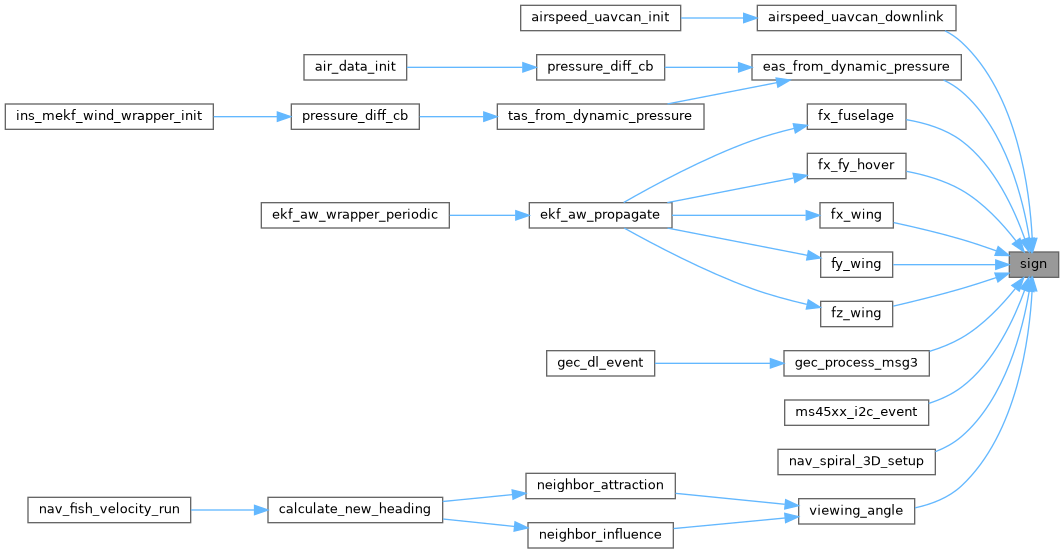 airspeed_uavcan_init
airspeed_uavcan_downlink
air_data_init
pressure_diff_cb
eas_from_dynamic_pressure
ins_mekf_wind_wrapper_init
pressure_diff_cb
tas_from_dynamic_pressure
fx_fuselage
fx_fy_hover
ekf_aw_wrapper_periodic
ekf_aw_propagate
fx_wing
fy_wing
sign
fz_wing
gec_dl_event
gec_process_msg3
ms45xx_i2c_event
nav_spiral_3D_setup
neighbor_attraction
nav_fish_velocity_run
calculate_new_heading
viewing_angle
neighbor_influence